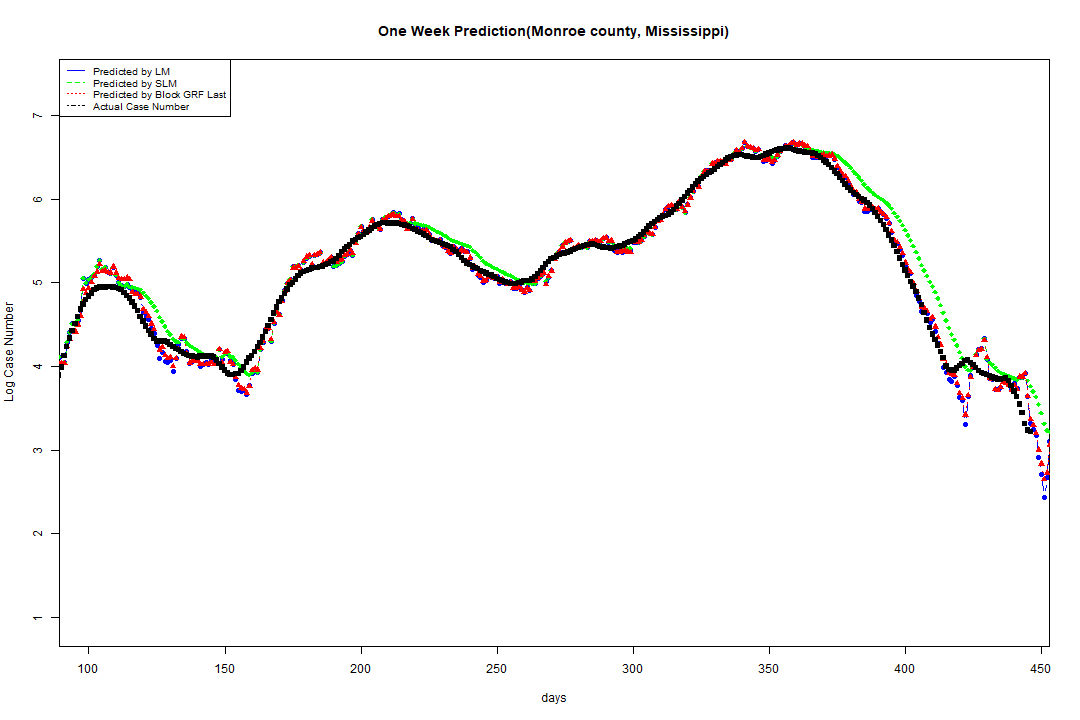 One Week Prediction(Monroe county, Mississippi)
Predicted by LM
Predicted by SLM
Predicted by Block GRF Last
Actual Case Number
7
6
5
4
3
2
1
Log Case Number
100 150 200 250 300 350 400 450
days